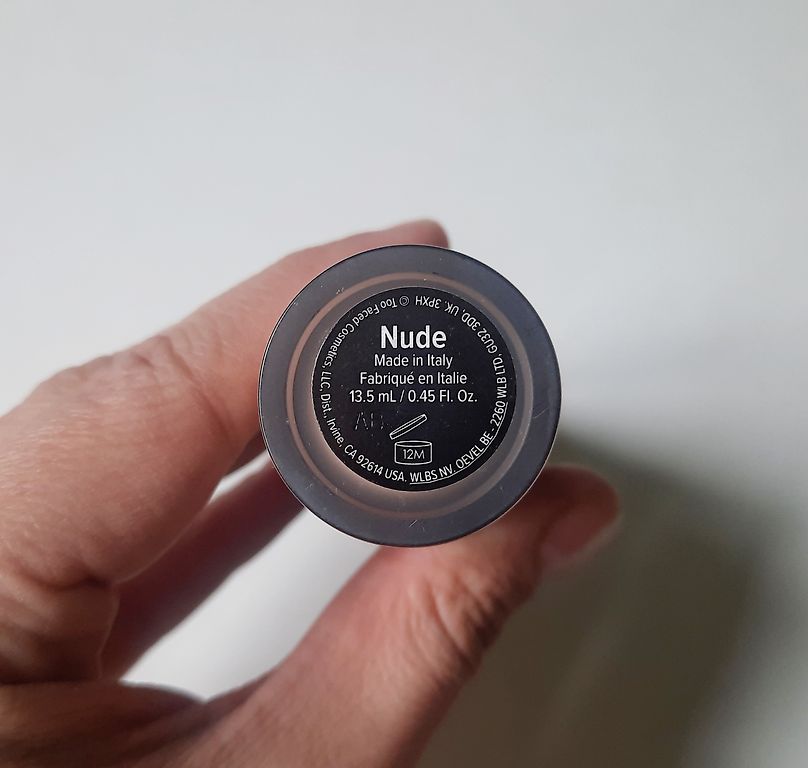 Nude
Made in Italy
Fabriqué en Italie
13.5 mL / 0.45 Fl. Oz.
12M
© Too Faced Cosmetics, LLC, Dist., Irvine, CA 92614 USA. WLBS NV. OEVEL BE - 2260 WLB LTD, GU32 3DD, UK. 3PXH